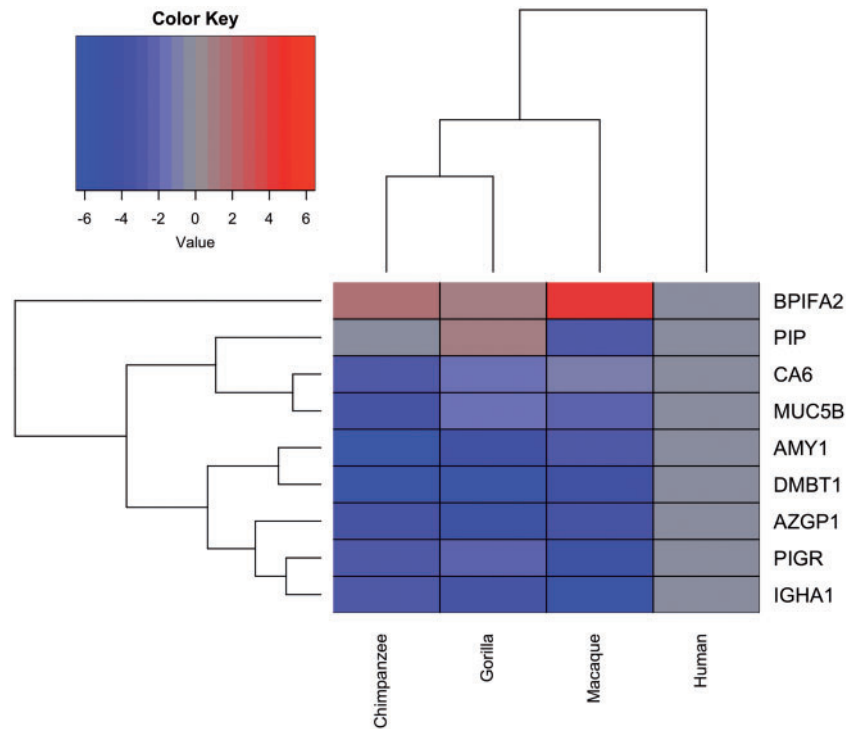 Color Key
-6 -4 -2 0 2 4 6
Value
BPIFA2
PIP
CA6
MUC5B
AMY1
DMBT1
AZGP1
PIGR
IGHA1
Chimpanzee
Gorilla
Macaque
Human